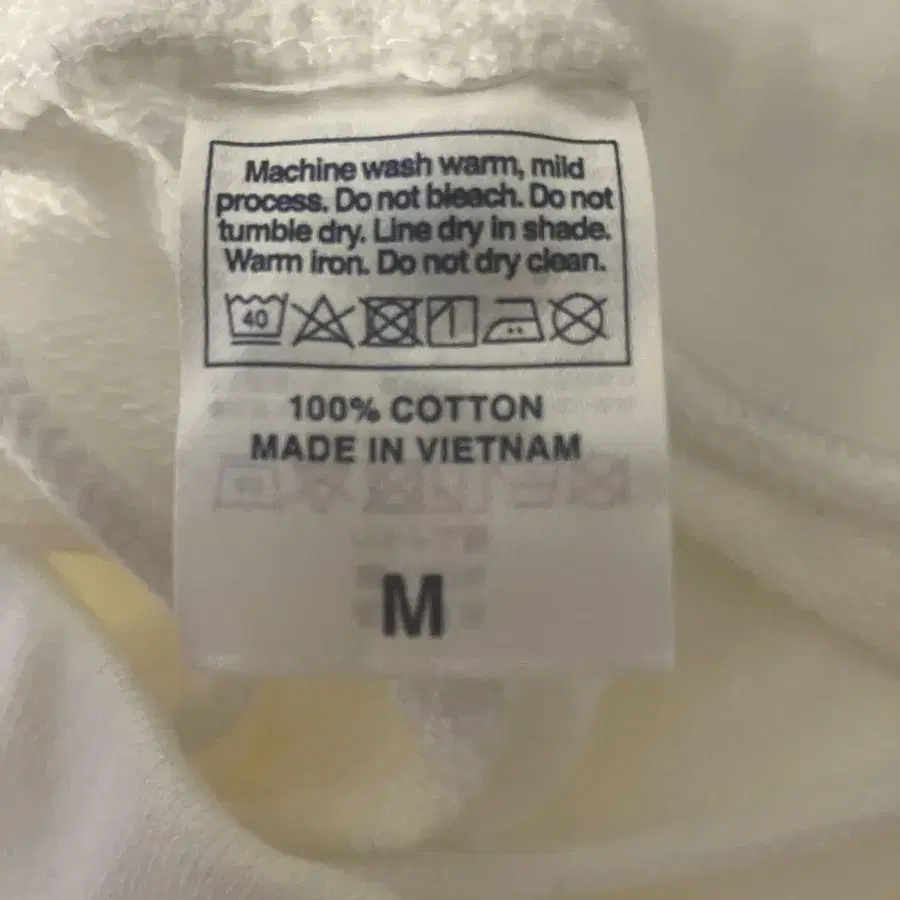 Machine wash warm, mild
process. Do not bleach. Do not
tumble dry. Line dry in shade.
Warm iron. Do not dry clean.
40
100% COTTON
MADE IN VIETNAM
M